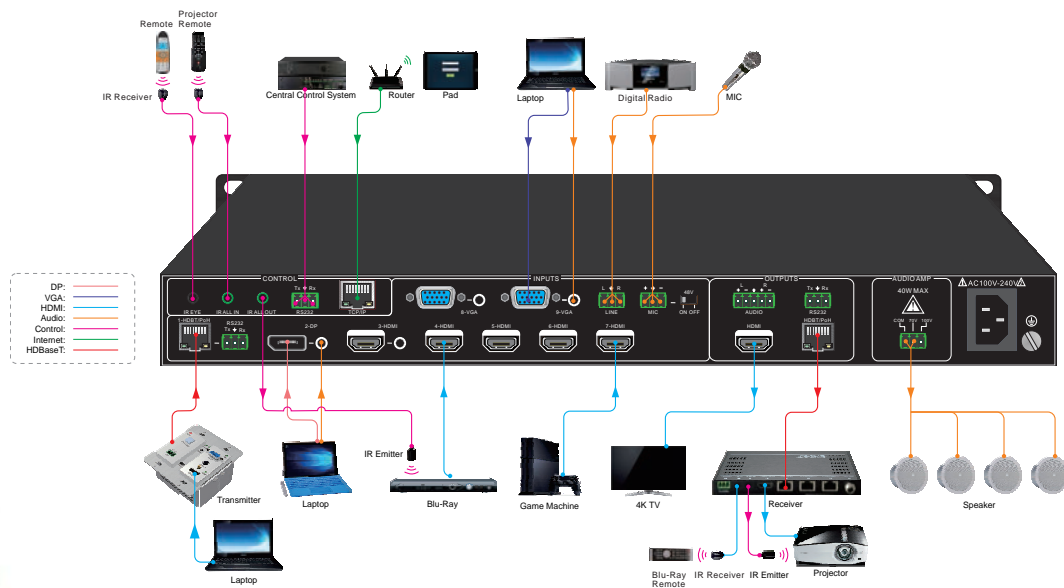 Remote
Projector
Remote
IR Receiver
Central Control System
Router
Pad
Laptop
Digital Radio
MIC
DP:
VGA:
HDMI:
Audio:
Control:
Internet:
HDBaseT:
CONTROL
INPUTS
OUTPUTS
AUDIO AMP
IR EYE
IR ALL IN
IR ALL OUT
Tx Rx
RS232
TCP/IP
8-VGA
9-VGA
L R
LINE
+ + -
MIC
48V
ON OFF
L R
AUDIO
Tx Rx
RS232
40W MAX
COM 70V 100V
AC100V-240V
1-HDBT/PoH
RS232
Tx Rx
2-DP
3-HDMI
4-HDMI
5-HDMI
6-HDMI
7-HDMI
HDMI
HDBT/PoH
Transmitter
Laptop
Laptop
IR Emitter
Blu-Ray
Game Machine
4K TV
Receiver
Speaker
Blu-Ray
Remote
IR Receiver
IR Emitter
Projector